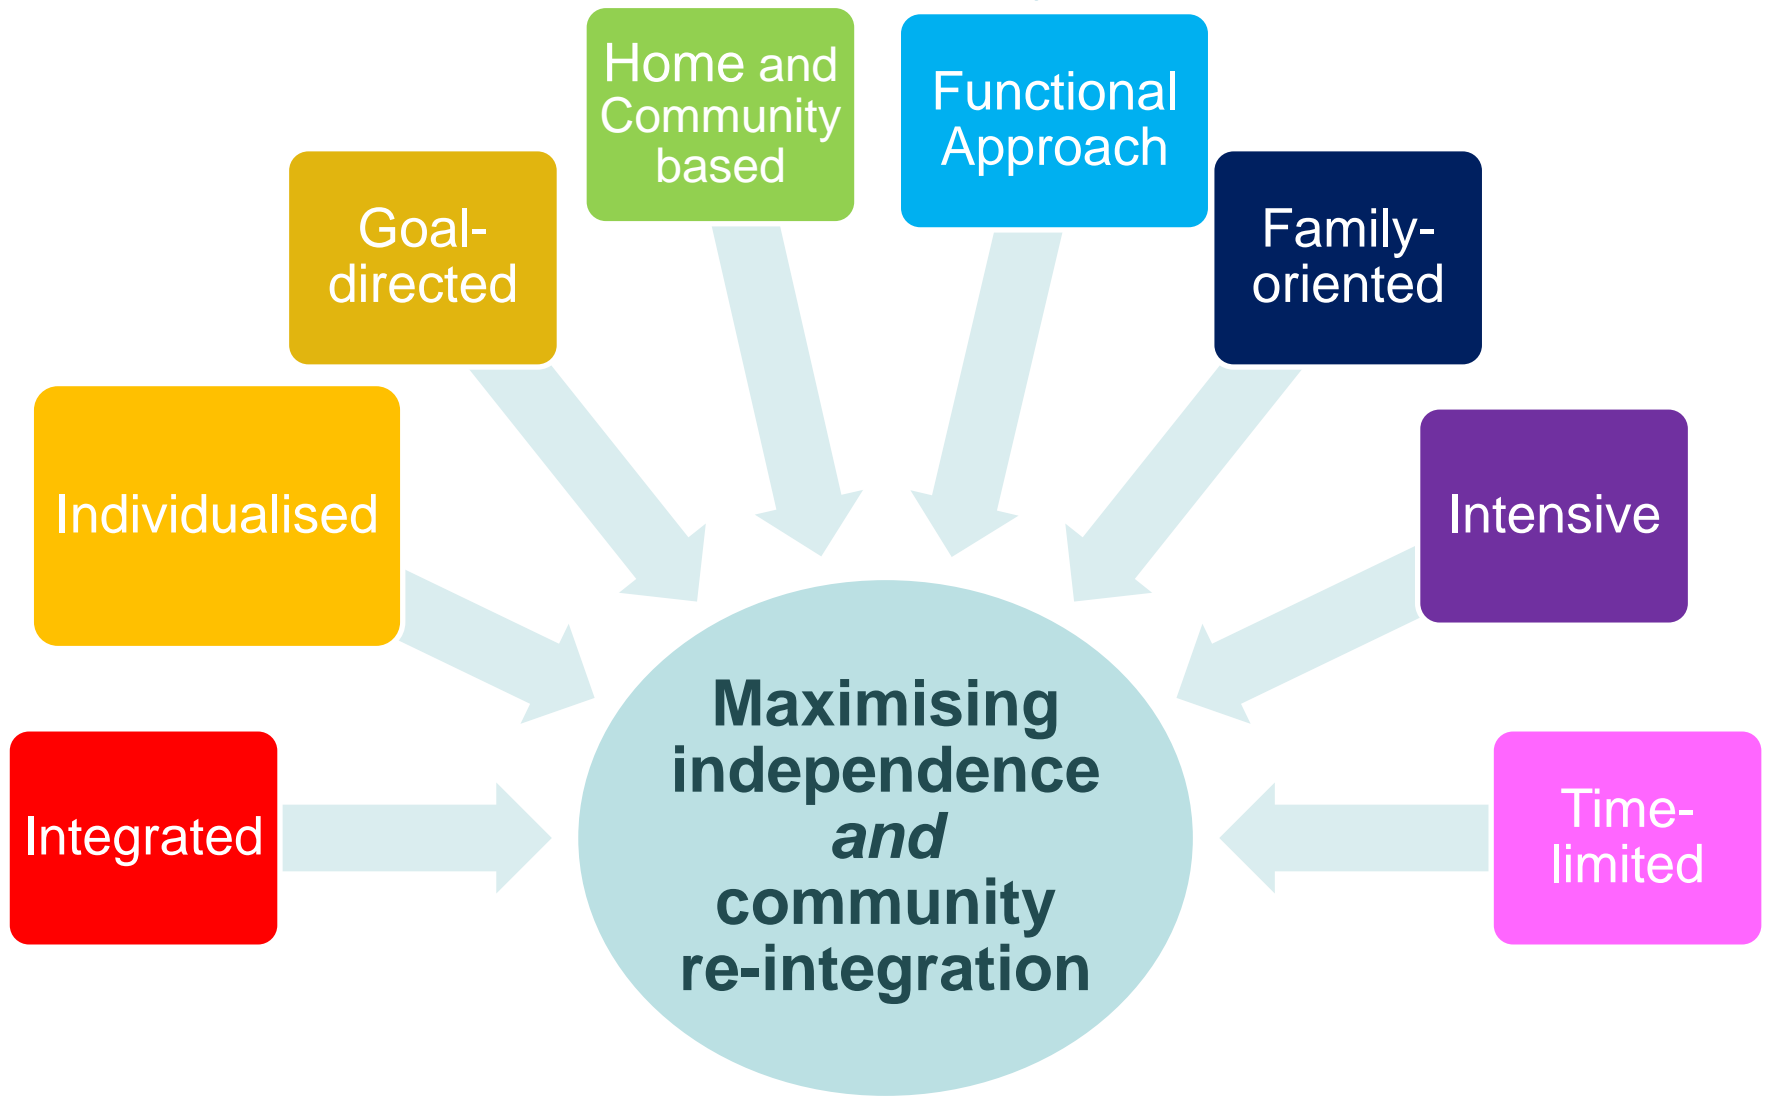 Home and
Community
based
Functional
Approach
Goal-
directed
Family-
oriented
Individualised
Intensive
Integrated
Time-
limited
Maximising
independence
and
community
re-integration